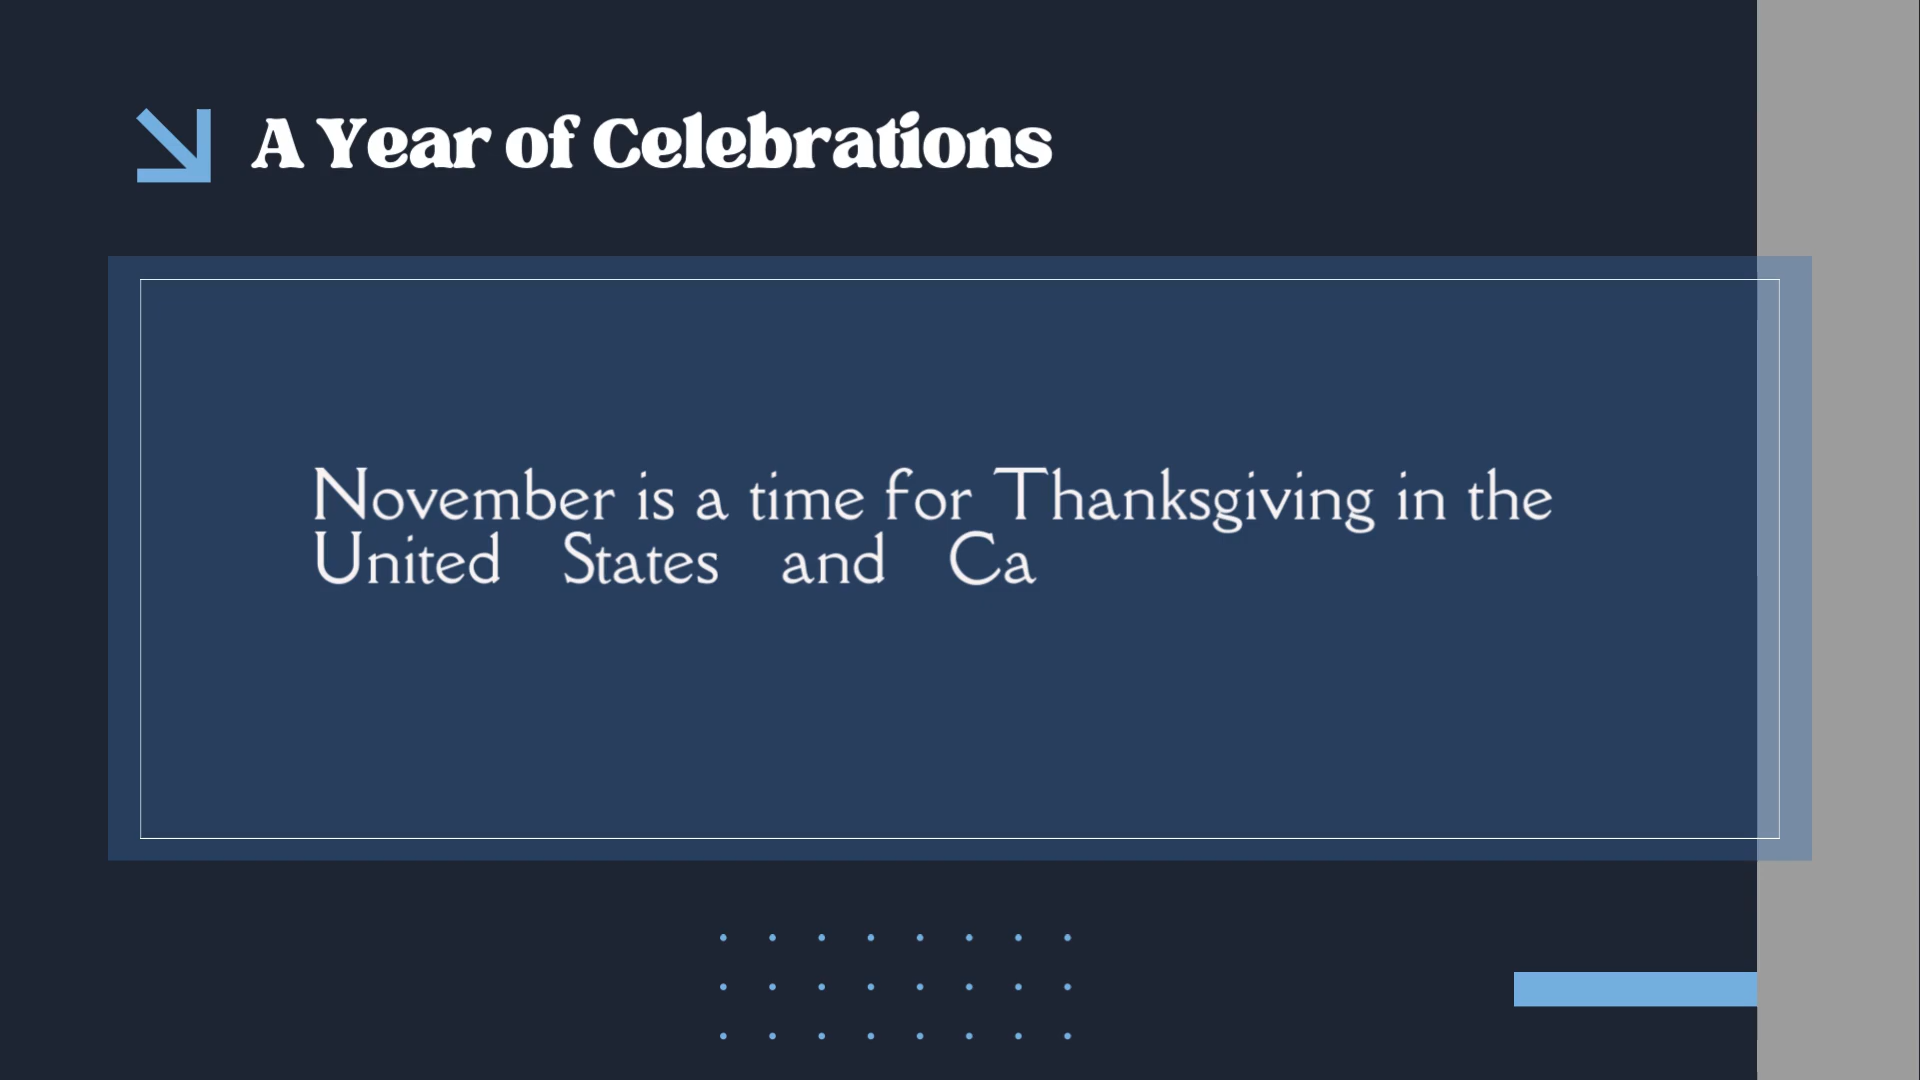 A Year of Celebrations
November is a time for Thanksgiving in the
United States and Ca